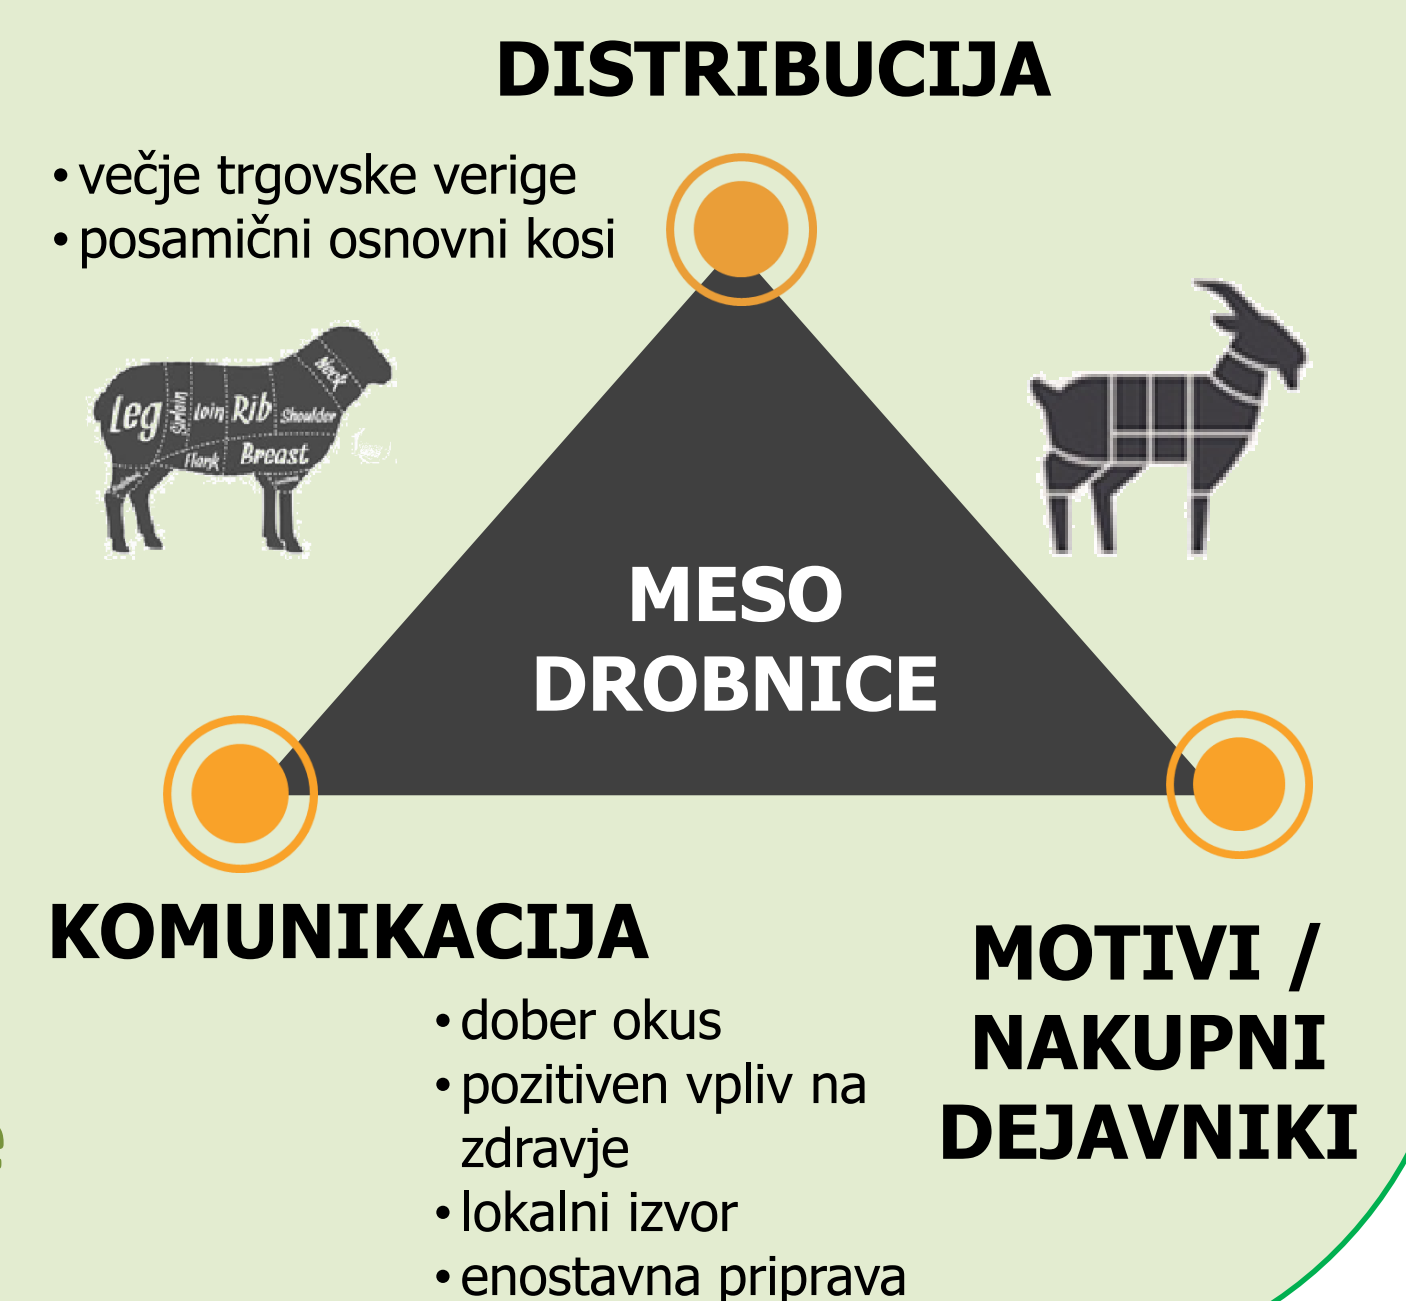 DISTRIBUCIJA
• večje trgovske verige
• posamični osnovni kosi
Neck
Leg
Sirloin
loin
Rib
Shoulder
Flank
Breast
you
MESO
DROBNICE
KOMUNIKACIJA
MOTIVI /
NAKUPNI
DEJAVNIKI
• dober okus
• pozitiven vpliv na
zdravje
• lokalni izvor
• enostavna priprava